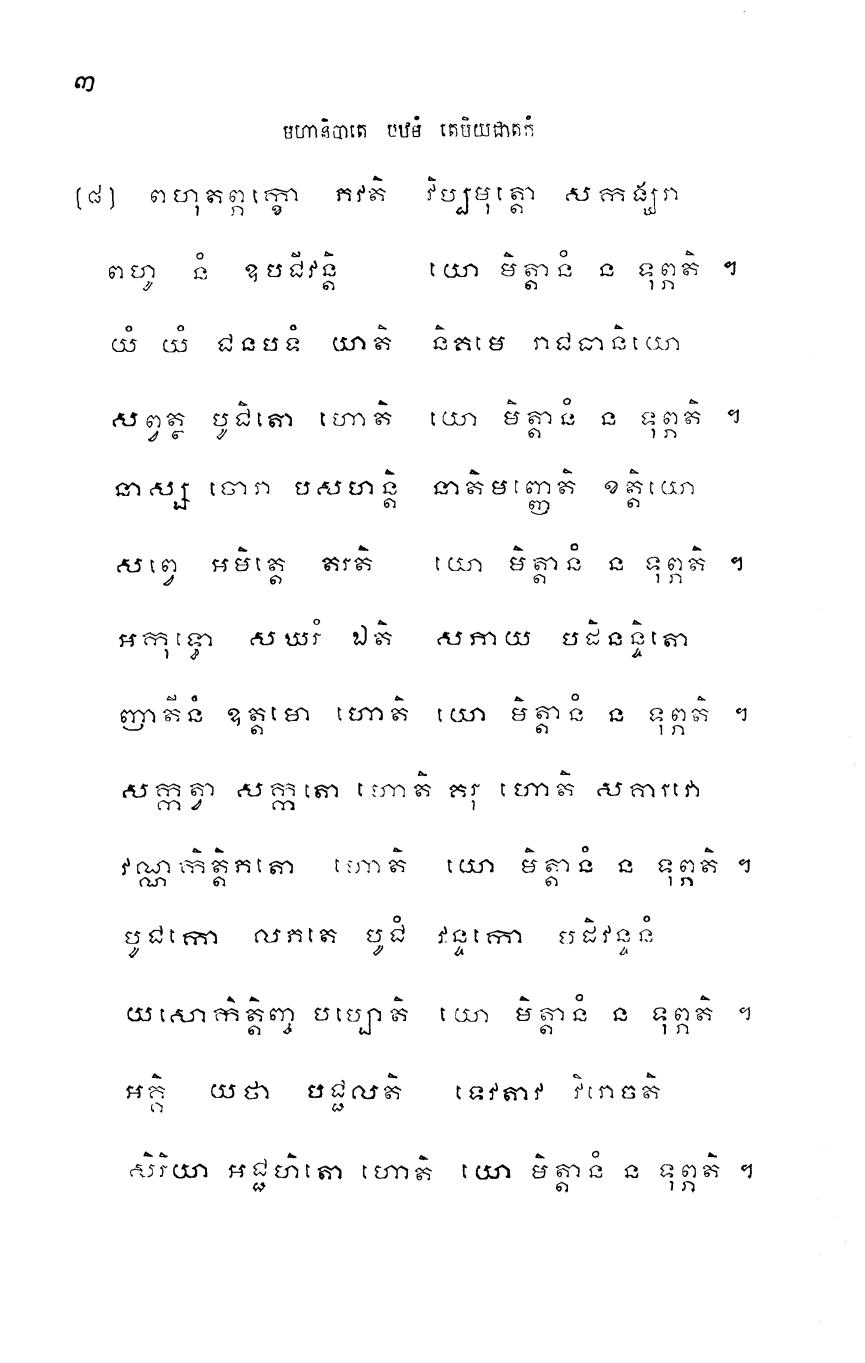 ៣
មហានិបាតេ បឋមំ តេមិយជាតកំ
(៨) ពហុតព្ភក្ខោ ភវតិ វិប្បមុត្តោ សកង្ឃរា
ពហូ នំ ឧបជីវន្តិ យោ មិត្តានំ ន ទុព្ភតិ ។
យំ យំ ជនបទំ យាតិ និគមេ រាជធានិយោ
សព្វត្ថ បូជិតោ ហោតិ យោ មិត្តានំ ន ទុព្ភតិ ។
នាស្ស ចោរា បសហន្តិ នាតិមញ្ញេតិ ខត្តិយោ
សព្វេ អមិត្តេ តរតិ យោ មិត្តានំ ន ទុព្ភតិ ។
អកុទ្ធោ សឃរំ ឯតិ សភាយ បដិនន្ទិតោ
ញាតីនំ ឧត្តមោ ហោតិ យោ មិត្តានំ ន ទុព្ភតិ ។
សក្កត្វា សក្កតោ ហោតិ គរុ ហោតិ សគារវោ
វណ្ណកិត្តិភតោ ហោតិ យោ មិត្តានំ ន ទុព្ភតិ ។
បូជកោ លភតេ បូជំ វន្ទកោ បដិវន្ទនំ
យសោកិត្តិញ្ច បប្បោតិ យោ មិត្តានំ ន ទុព្ភតិ ។
អគ្គិ យថា បជ្ជលតិ ទេវតាវ វិរោចតិ
សិរិយា អជ្ជហិតោ ហោតិ យោ មិត្តានំ ន ទុព្ភតិ ។